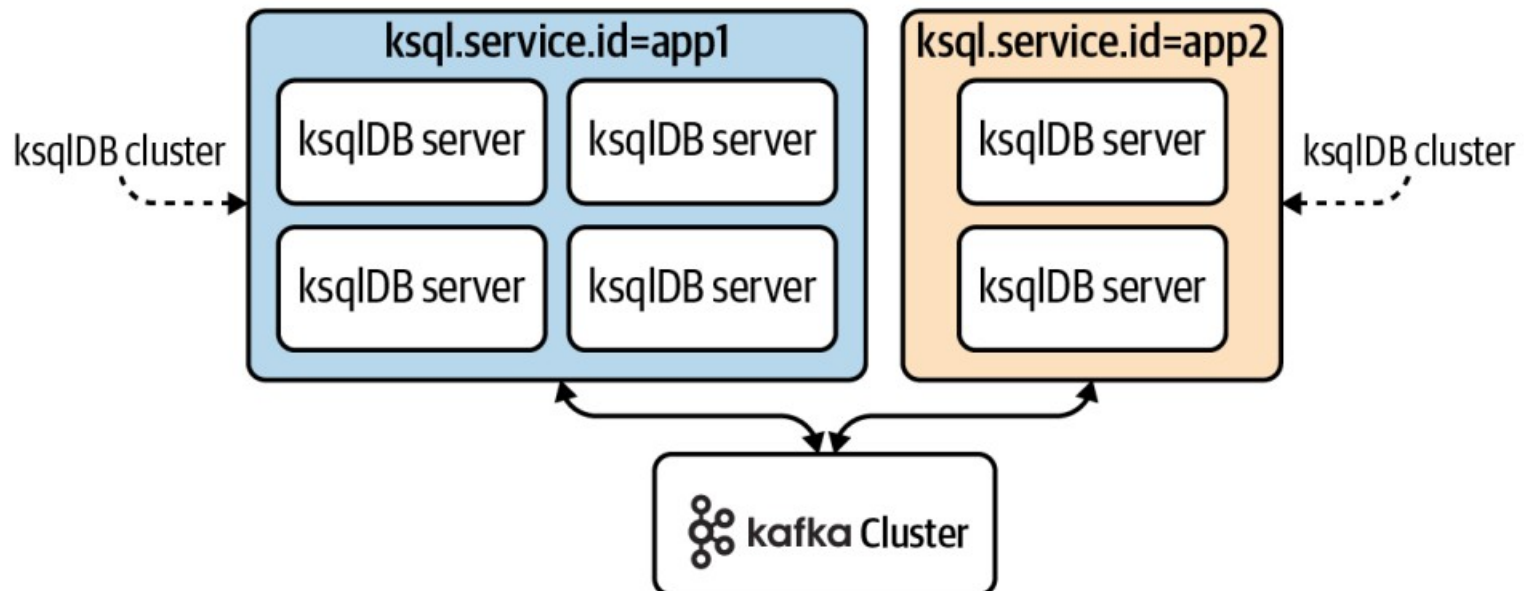 ksql.service.id=app1
ksql.service.id=app2
ksqlDB cluster
ksqlDB server
ksqlDB server
ksqlDB server
ksqlDB cluster
ksqlDB server
ksqlDB server
ksqlDB server
kafka Cluster